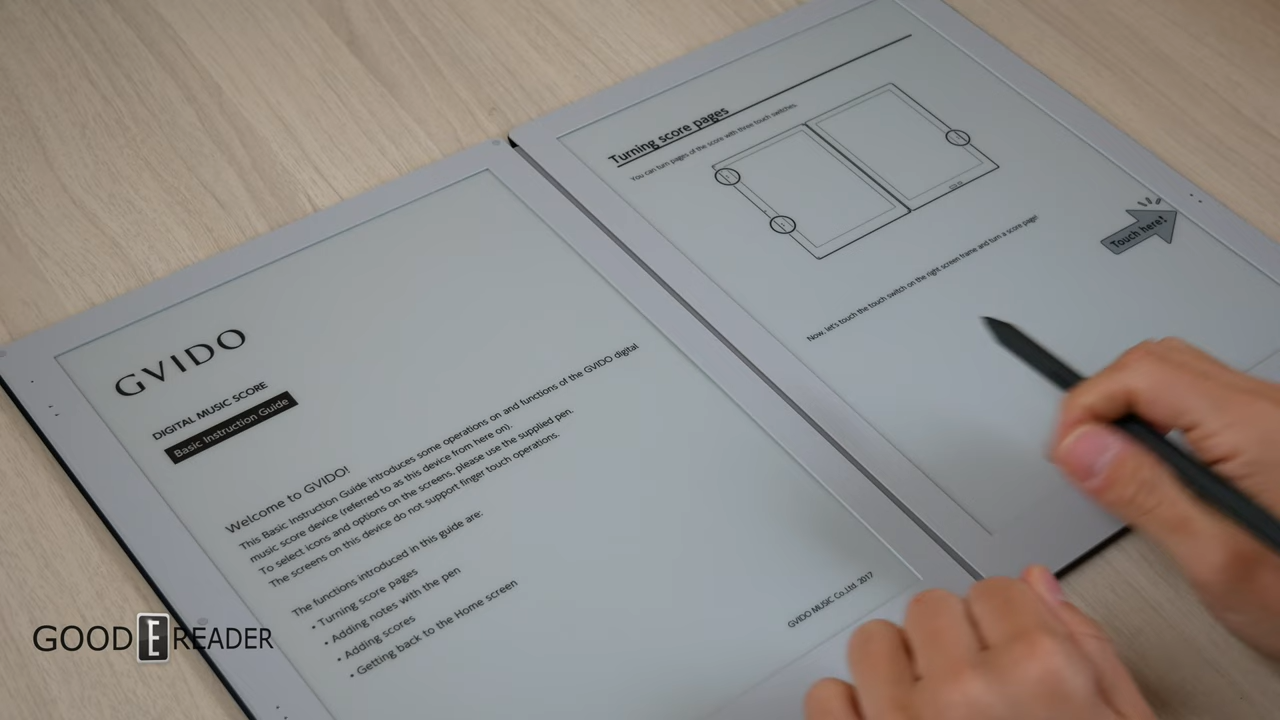 GVIDO
DIGITAL MUSIC SCORE
Basic Instruction Guide
Welcome to GVIDO!
This Basic Instruction Guide introduces some operations on and functions of the GVIDO digital
music score device (referred to as this device from here on).
To select icons and options on the screens, please use the supplied pen.
The screens on this device do not support finger touch operations.
The functions introduced in this guide are:
• Turning score pages
• Adding notes with the pen
• Adding scores
• Getting back to the Home screen
GVIDO MUSIC Co.,Ltd. 2017
Turning score pages
You can turn pages of the score with three touch switches.
Now, let's touch the touch switch on the right screen frame and turn a score page!
Touch here!
GOOD E READER